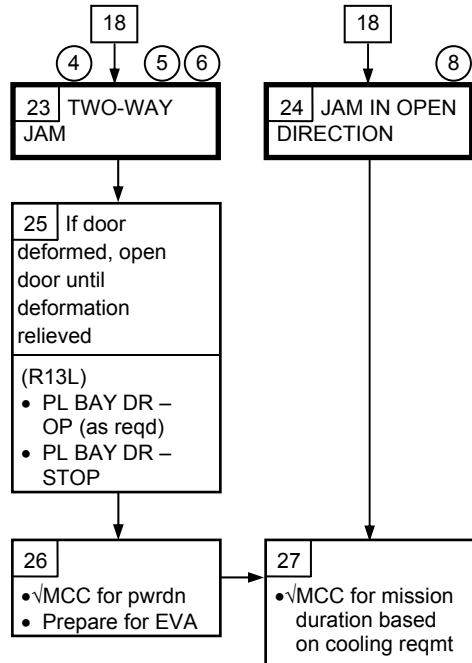 18
4
5
6
23 TWO-WAY
JAM
25 If door
deformed, open
door until
deformation
relieved
(R13L)
• PL BAY DR –
OP (as reqd)
• PL BAY DR –
STOP
26
•√MCC for pwrdn
• Prepare for EVA
18
8
24 JAM IN OPEN
DIRECTION
27
•√MCC for mission
duration based
on cooling reqmt